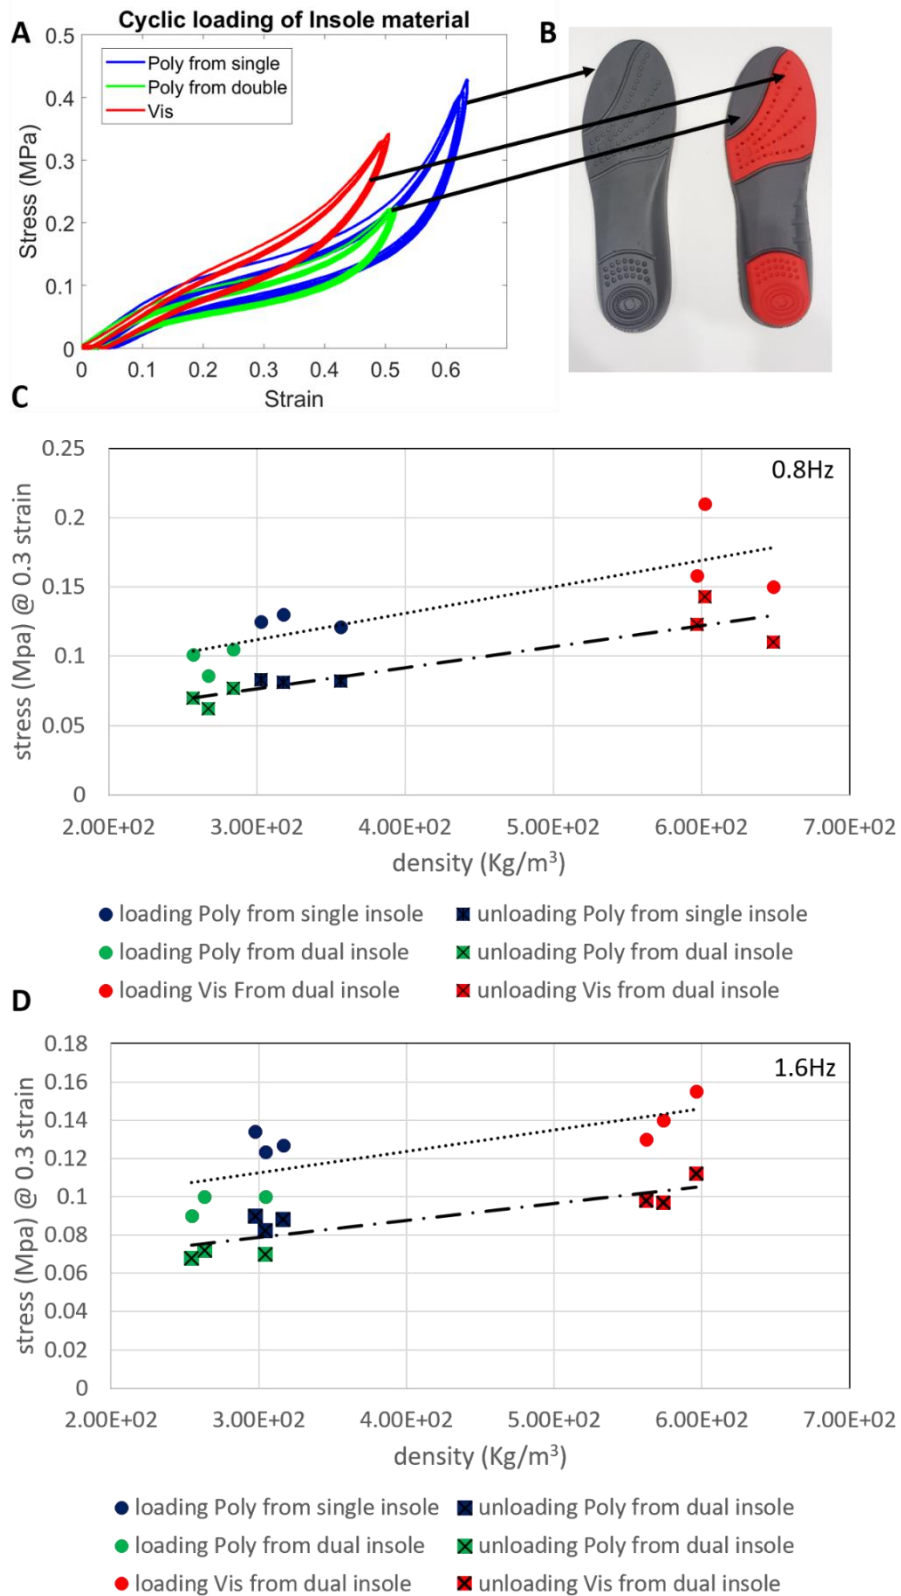 A
Cyclic loading of Insole material
B
0.5
0.4
0.3
0.2
0.1
0
Stress (MPa)
Poly from single
Poly from double
Vis
0 0.1 0.2 0.3 0.4 0.5 0.6
Strain
C
0.25
0.2
0.15
0.1
0.05
0
stress (Mpa) @ 0.3 strain
0.8Hz
2.00E+02 3.00E+02 4.00E+02 5.00E+02 6.00E+02 7.00E+02
density (Kg/m³)
loading Poly from single insole unloading Poly from single insole
loading Poly from dual insole unloading Poly from dual insole
loading Vis From dual insole unloading Vis from dual insole
D
0.18
0.16
0.14
0.12
0.1
0.08
0.06
0.04
0.02
0
stress (Mpa) @ 0.3 strain
1.6Hz
2.00E+02 3.00E+02 4.00E+02 5.00E+02 6.00E+02 7.00E+02
density (Kg/m³)
loading Poly from single insole unloading Poly from dual insole
loading Poly from dual insole unloading Poly from dual insole
loading Vis from dual insole unloading Vis from dual insole